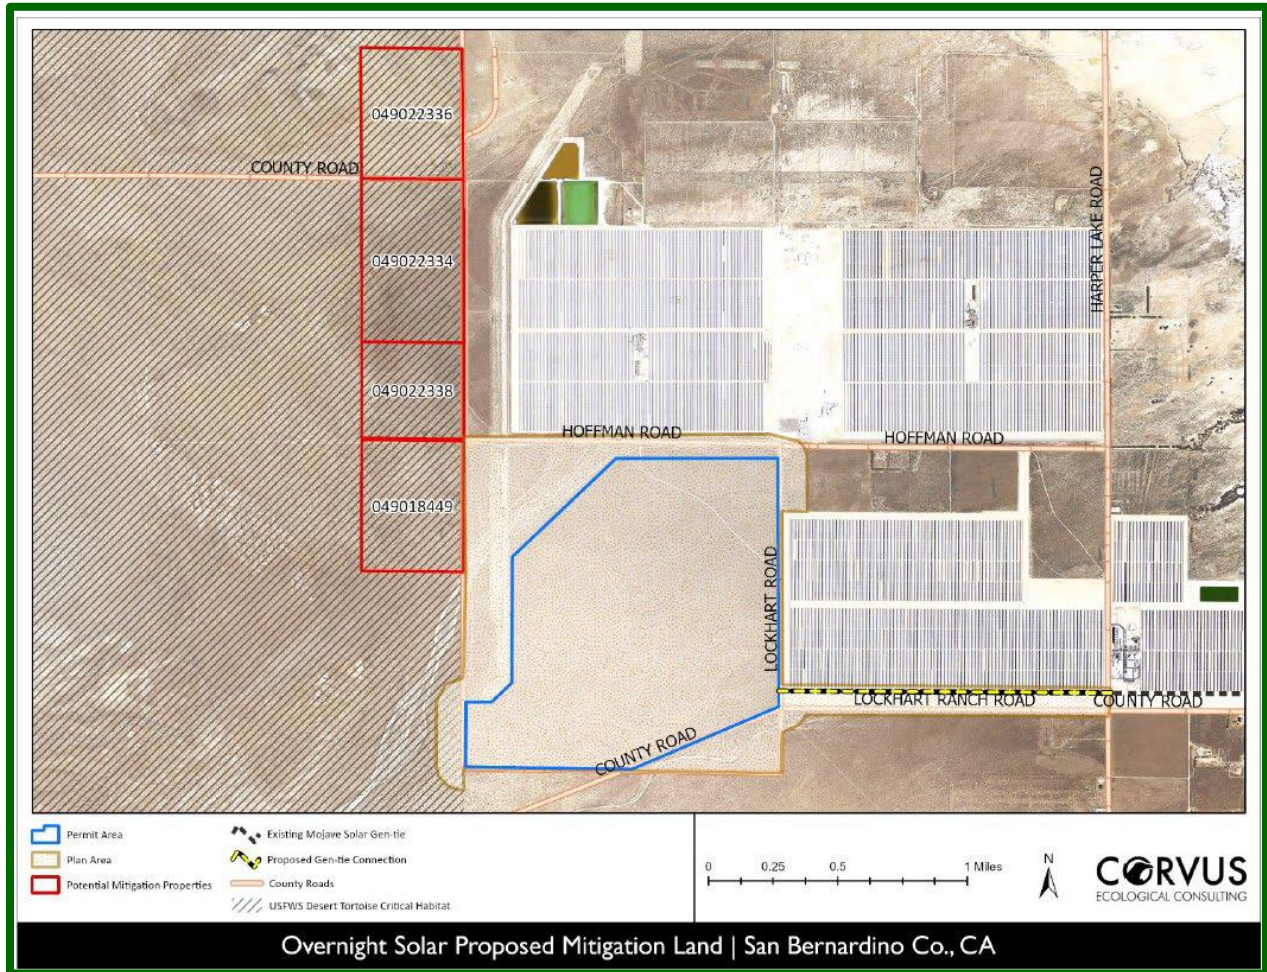 049022336
COUNTY ROAD
HARPER LAKE ROAD
049022334
049022338
HOFFMAN ROAD
HOFFMAN ROAD
049018449
LOCKHART ROAD
LOCKHART RANCH ROAD
COUNTY ROAD
COUNTY ROAD
Permit Area
Plan Area
Potential Mitigation Properties
Existing Mojave Solar Gen-tie
Proposed Gen-tie Connection
County Roads
USFWS Desert Tortoise Critical Habitat
0 0.25 0.5 1 Miles
N
CORVUS
ECOLOGICAL CONSULTING
Overnight Solar Proposed Mitigation Land | San Bernardino Co., CA